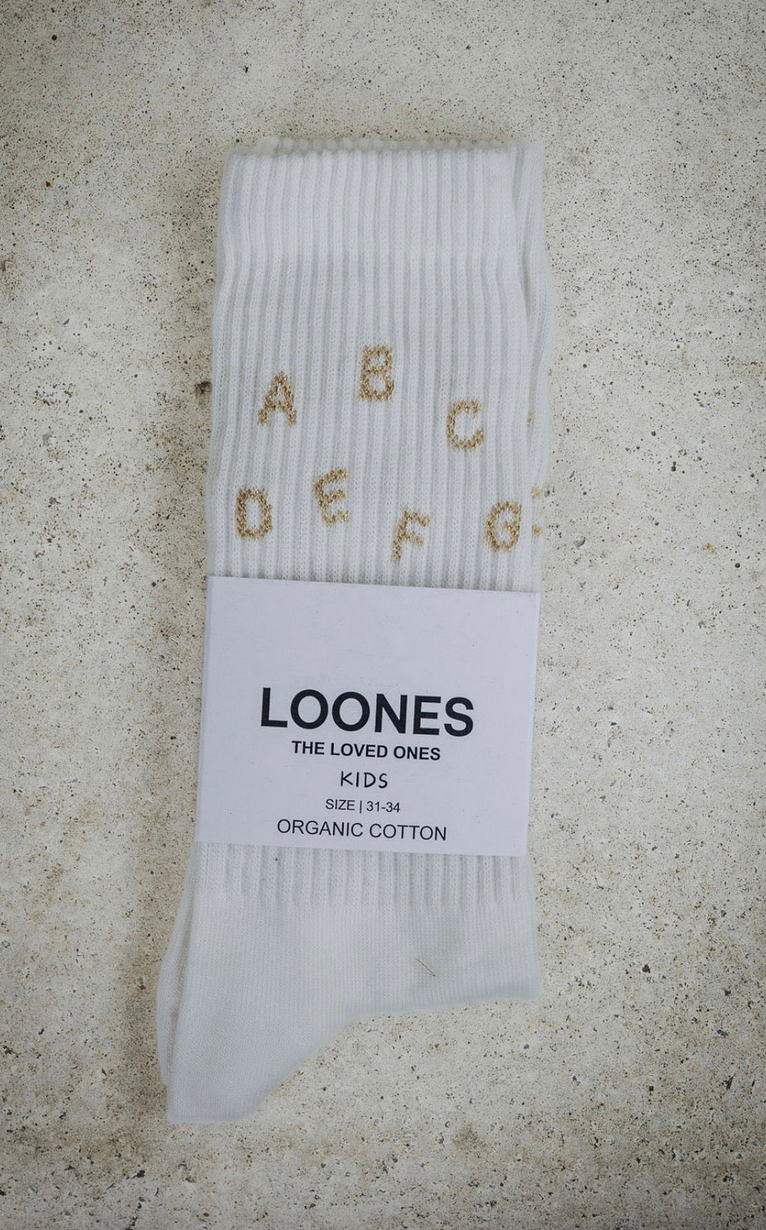 A B C
D E F G
LOONES
THE LOVED ONES
KIDS
SIZE | 31-34
ORGANIC COTTON